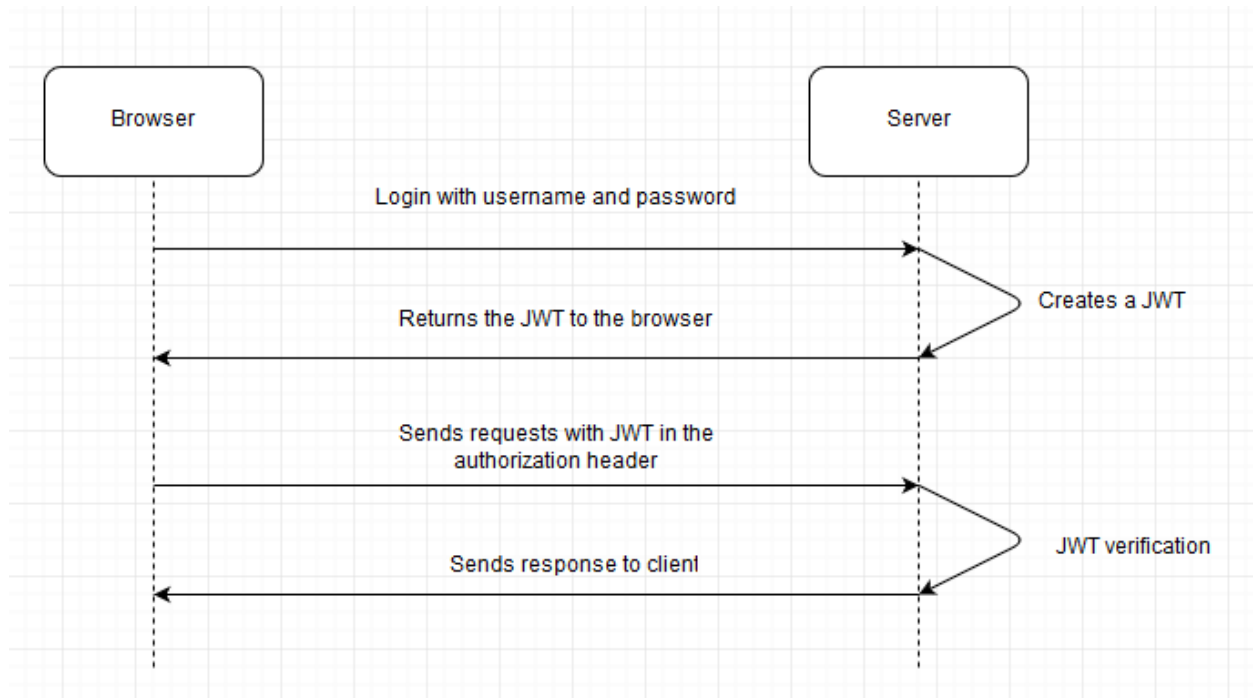 Browser
Server
Login with username and password
Creates a JWT
Returns the JWT to the browser
Sends requests with JWT in the
authorization header
JWT verification
Sends response to client